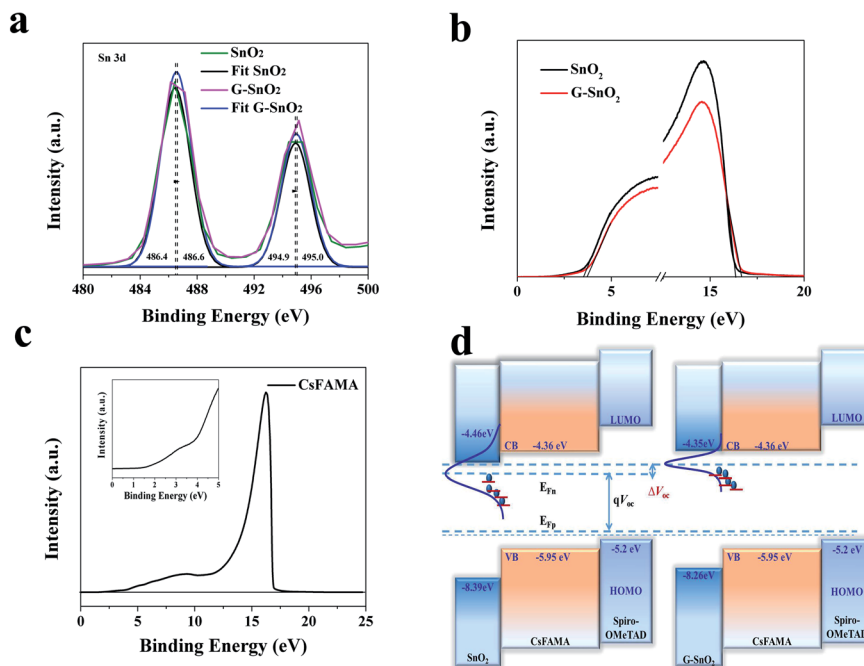 a
Sn 3d
SnO2
Fit SnO2
G-SnO2
Fit G-SnO2
Intensity (a.u.)
486.4 486.6 494.9 495.0
480 484 488 492 496 500
Binding Energy (eV)
b
SnO2
G-SnO2
Intensity (a.u.)
0 5 15 20
Binding Energy (eV)
c
CsFAMA
Intensity (a.u.)
0 1 2 3 4 5
Binding Energy (eV)
Intensity (a.u.)
0 5 10 15 20 25
Binding Energy (eV)
d
LUMO LUMO
-4.46eV CB -4.36 eV -4.35eV CB -4.36 eV
EFn qVoc ΔVoc
EFp
VB -5.95 eV -5.2 eV VB -5.95 eV -5.2 eV
-8.39eV HOMO -8.26eV HOMO
Spiro- Spiro-
SnO2 CsFAMA OMeTAD G-SnO2 CsFAMA OMeTAD